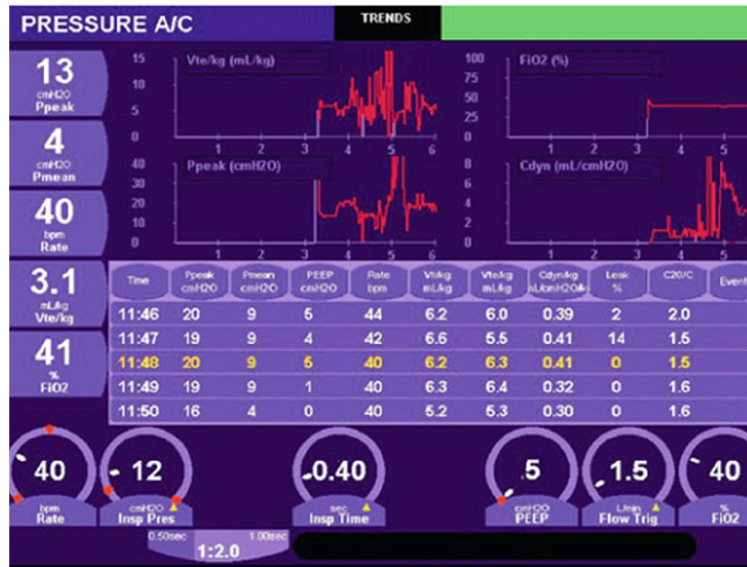 PRESSURE A/C
TRENDS
13
cmH2O
Ppeak
4
cmH2O
Pmean
40
bpm
Rate
3.1
mL/kg
Vte/kg
41
%
FiO2
Vte/kg (mL/kg)
15
10
5
0
1 2 3 4 5 6
FiO2 (%)
100
75
50
25
0
1 2 3 4 5
Ppeak (cmH2O)
40
30
20
10
0
1 2 3 4 5 6
Cdyn (mL/cmH2O)
8
6
4
2
0
1 2 3 4 5
Time Ppeak cmH2O Pmean cmH2O PEEP cmH2O Rate bpm Vti/kg mL/kg Vte/kg mL/kg Cdyn/kg Leak % C20/C Event
11:46 20 9 5 44 6.2 6.0 0.39 2 2.0
11:47 19 9 4 42 6.6 5.5 0.41 14 1.5
11:48 20 9 5 40 6.2 6.3 0.41 0 1.5
11:49 19 9 1 40 6.3 6.4 0.32 0 1.6
11:50 16 4 0 40 5.2 5.3 0.30 0 1.6
40
bpm
Rate
12
cmH2O
Insp Pres
0.40
sec
Insp Time
5
cmH2O
PEEP
1.5
L/min
Flow Trig
40
%
FiO2
0.50sec 1.00sec
1:2.0